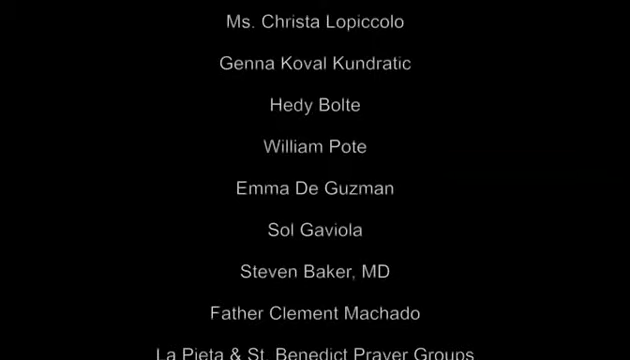 Ms. Christa Lopiccolo
Genna Koval Kundratic
Hedy Bolte
William Pote
Emma De Guzman
Sol Gaviola
Steven Baker, MD
Father Clement Machado
La Pieta & St. Benedict Prayer Groups